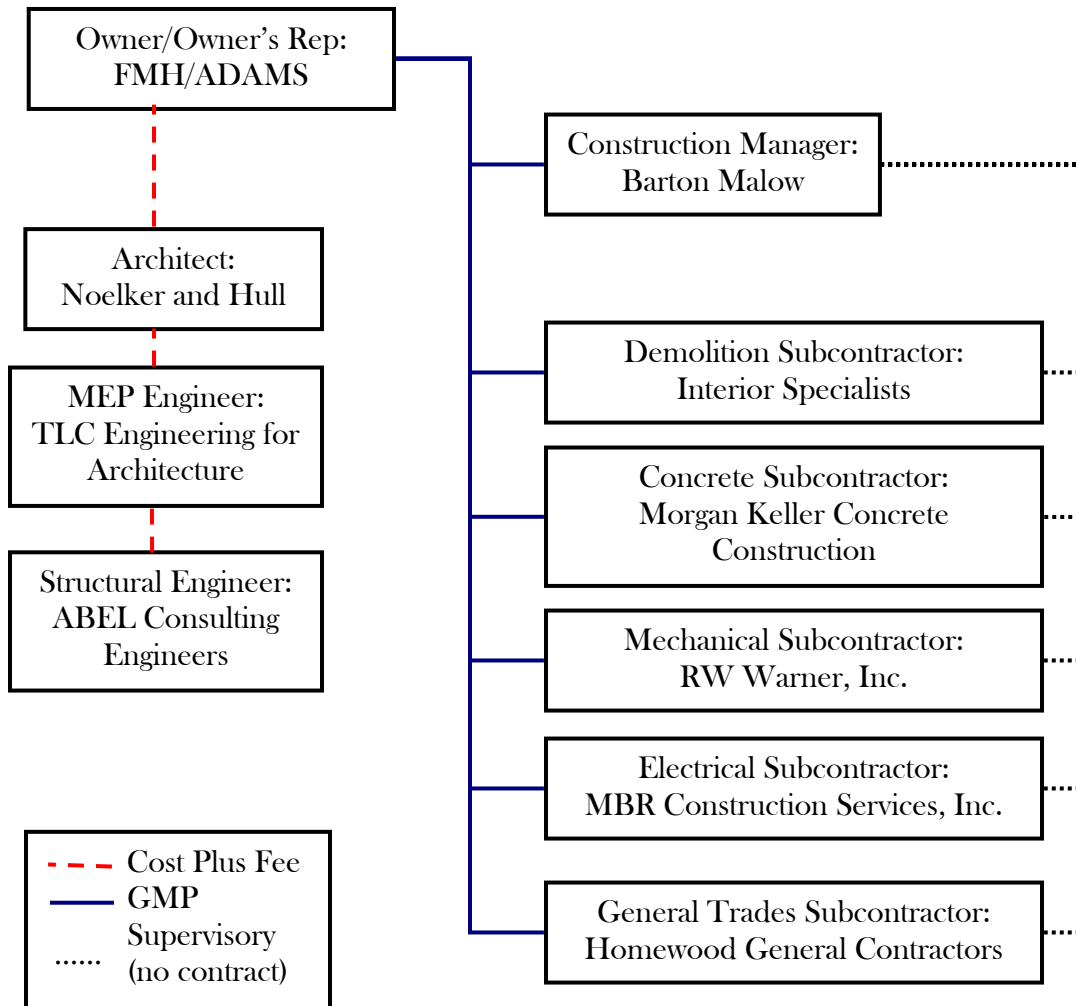 Owner/Owner's Rep:
FMH/ADAMS
Construction Manager:
Barton Malow
Architect:
Noelker and Hull
Demolition Subcontractor:
Interior Specialists
MEP Engineer:
TLC Engineering for
Architecture
Concrete Subcontractor:
Morgan Keller Concrete
Construction
Structural Engineer:
ABEL Consulting
Engineers
Mechanical Subcontractor:
RW Warner, Inc.
Electrical Subcontractor:
MBR Construction Services, Inc.
General Trades Subcontractor:
Homewood General Contractors
Cost Plus Fee
GMP
Supervisory
(no contract)